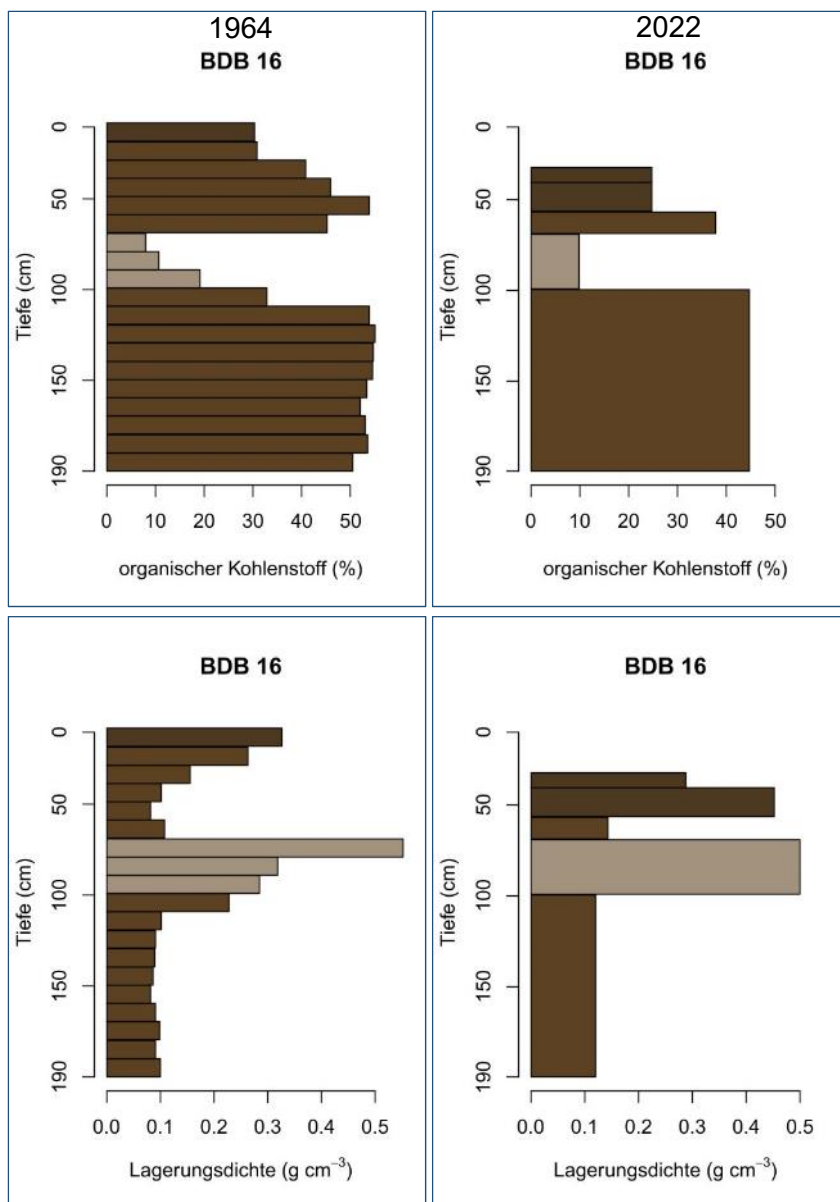 1964
BDB 16
0
50
100
150
190
Tiefe (cm)
0 10 20 30 40 50
organischer Kohlenstoff (%)
2022
BDB 16
0
50
100
150
190
Tiefe (cm)
0 10 20 30 40 50
organischer Kohlenstoff (%)
BDB 16
0
50
100
150
190
Tiefe (cm)
0.0 0.1 0.2 0.3 0.4 0.5
Lagerungsdichte (g cm⁻³)
BDB 16
0
50
100
150
190
Tiefe (cm)
0.0 0.1 0.2 0.3 0.4 0.5
Lagerungsdichte (g cm⁻³)